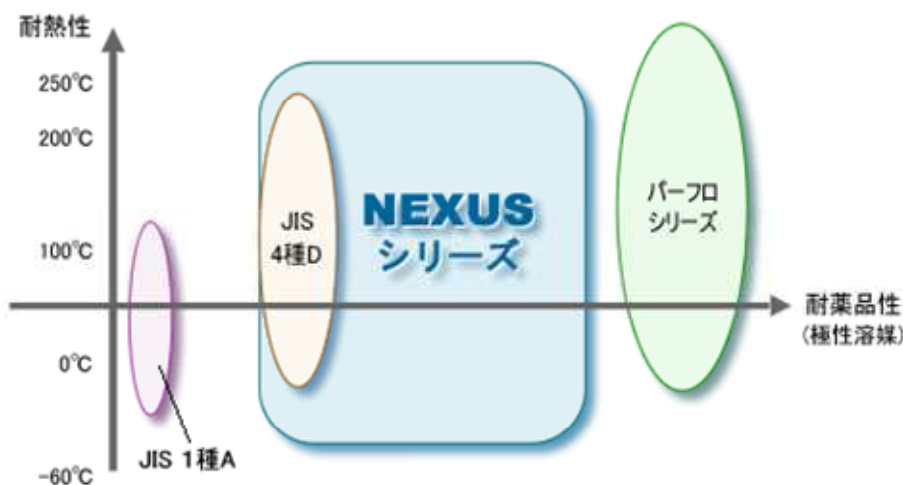 耐熱性
250℃
200℃
100℃
0℃
-60℃
JIS 1種A
JIS
4種D
NEXUS
シリーズ
パーフロ
シリーズ
耐薬品性
(極性溶媒)